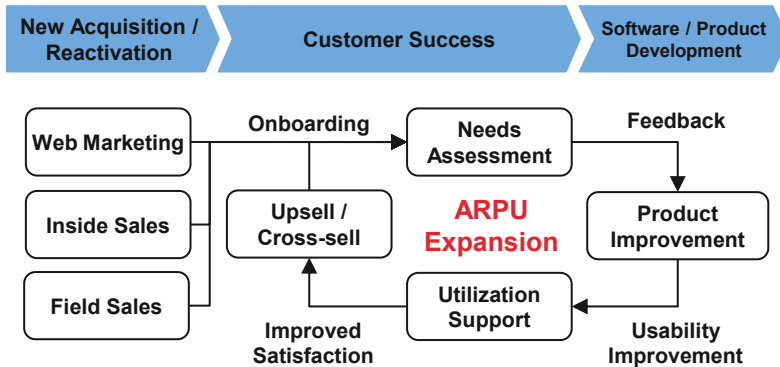 New Acquisition /
Reactivation
Customer Success
Software / Product
Development
Web Marketing
Onboarding
Needs
Assessment
Feedback
Inside Sales
Upsell /
Cross-sell
ARPU
Expansion
Product
Improvement
Field Sales
Utilization
Support
Improved
Satisfaction
Usability
Improvement